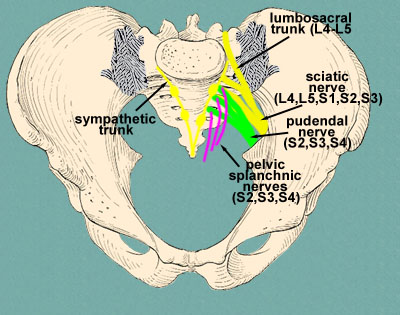 lumbosacral
trunk (L4-L5
sciatic
nerve
(L4,L5,S1,S2,S3)
pudendal
nerve
(S2,S3,S4)
sympathetic
trunk
pelvic
splanchnic
nerves
(S2,S3,S4)